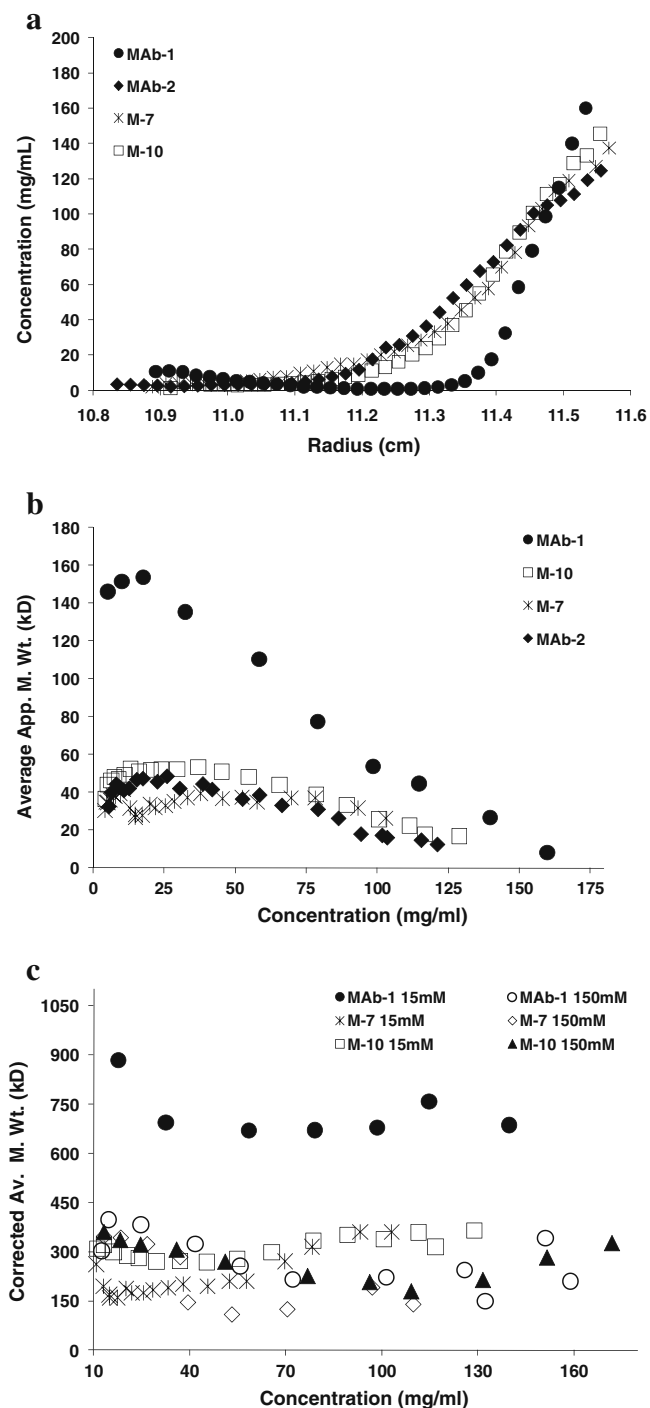 a
200
180
160
140
120
100
80
60
40
20
0
Concentration (mg/mL)
MAb-1
MAb-2
M-7
M-10
10.8 10.9 11.0 11.1 11.2 11.3 11.4 11.5 11.6
Radius (cm)
b
180
160
140
120
100
80
60
40
20
0
Average App. M. Wt. (kD)
MAb-1
M-10
M-7
MAb-2
0 25 50 75 100 125 150 175
Concentration (mg/ml)
c
1050
900
750
600
450
300
150
0
Corrected Av. M. Wt. (kD)
MAb-1 15mM MAb-1 150mM
M-7 15mM M-7 150mM
M-10 15mM M-10 150mM
10 40 70 100 130 160
Concentration (mg/ml)